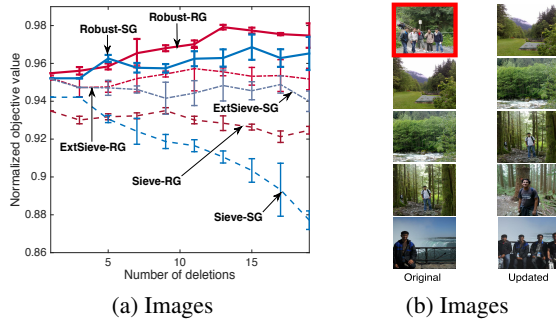 Normalized objective value
0.98
0.96
0.94
0.92
0.9
0.88
0.86
Robust-SG
Robust-RG
ExtSieve-SG
ExtSieve-RG
Sieve-RG
Sieve-SG
5 10 15
Number of deletions
Original Updated
(a) Images (b) Images